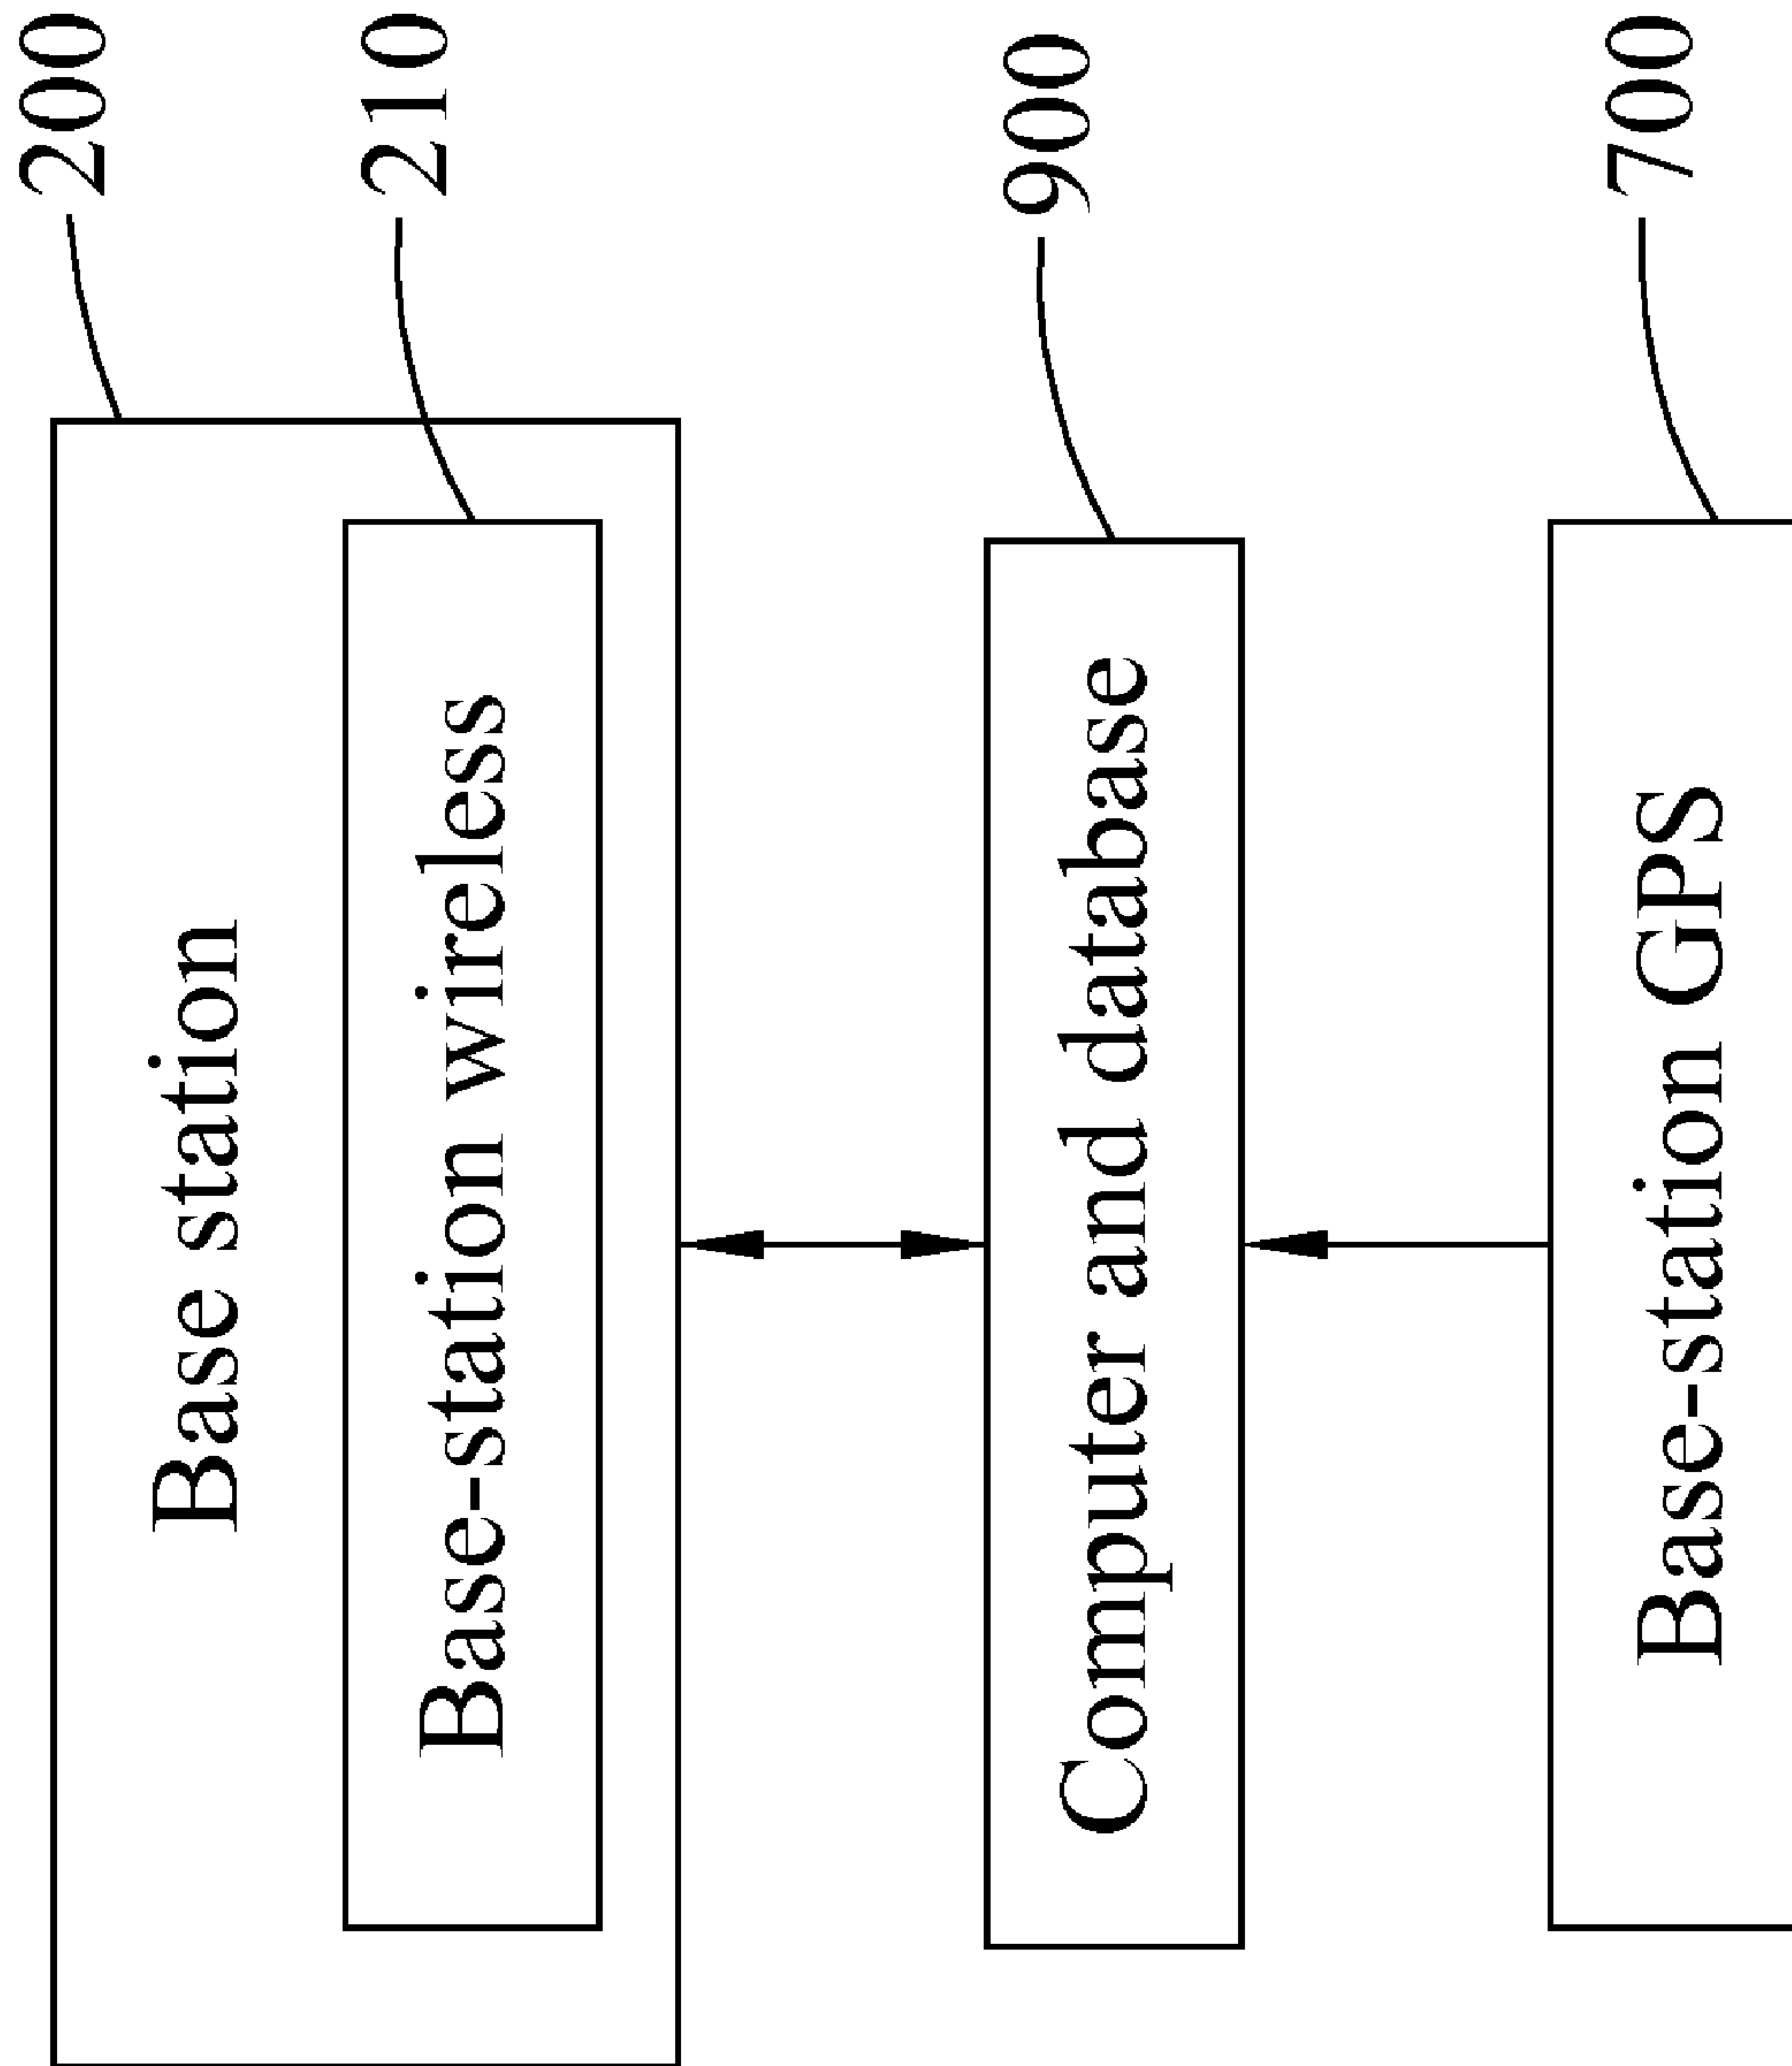 Base station
200
Base-station wireless
210
Computer and database
900
Base-station GPS
700